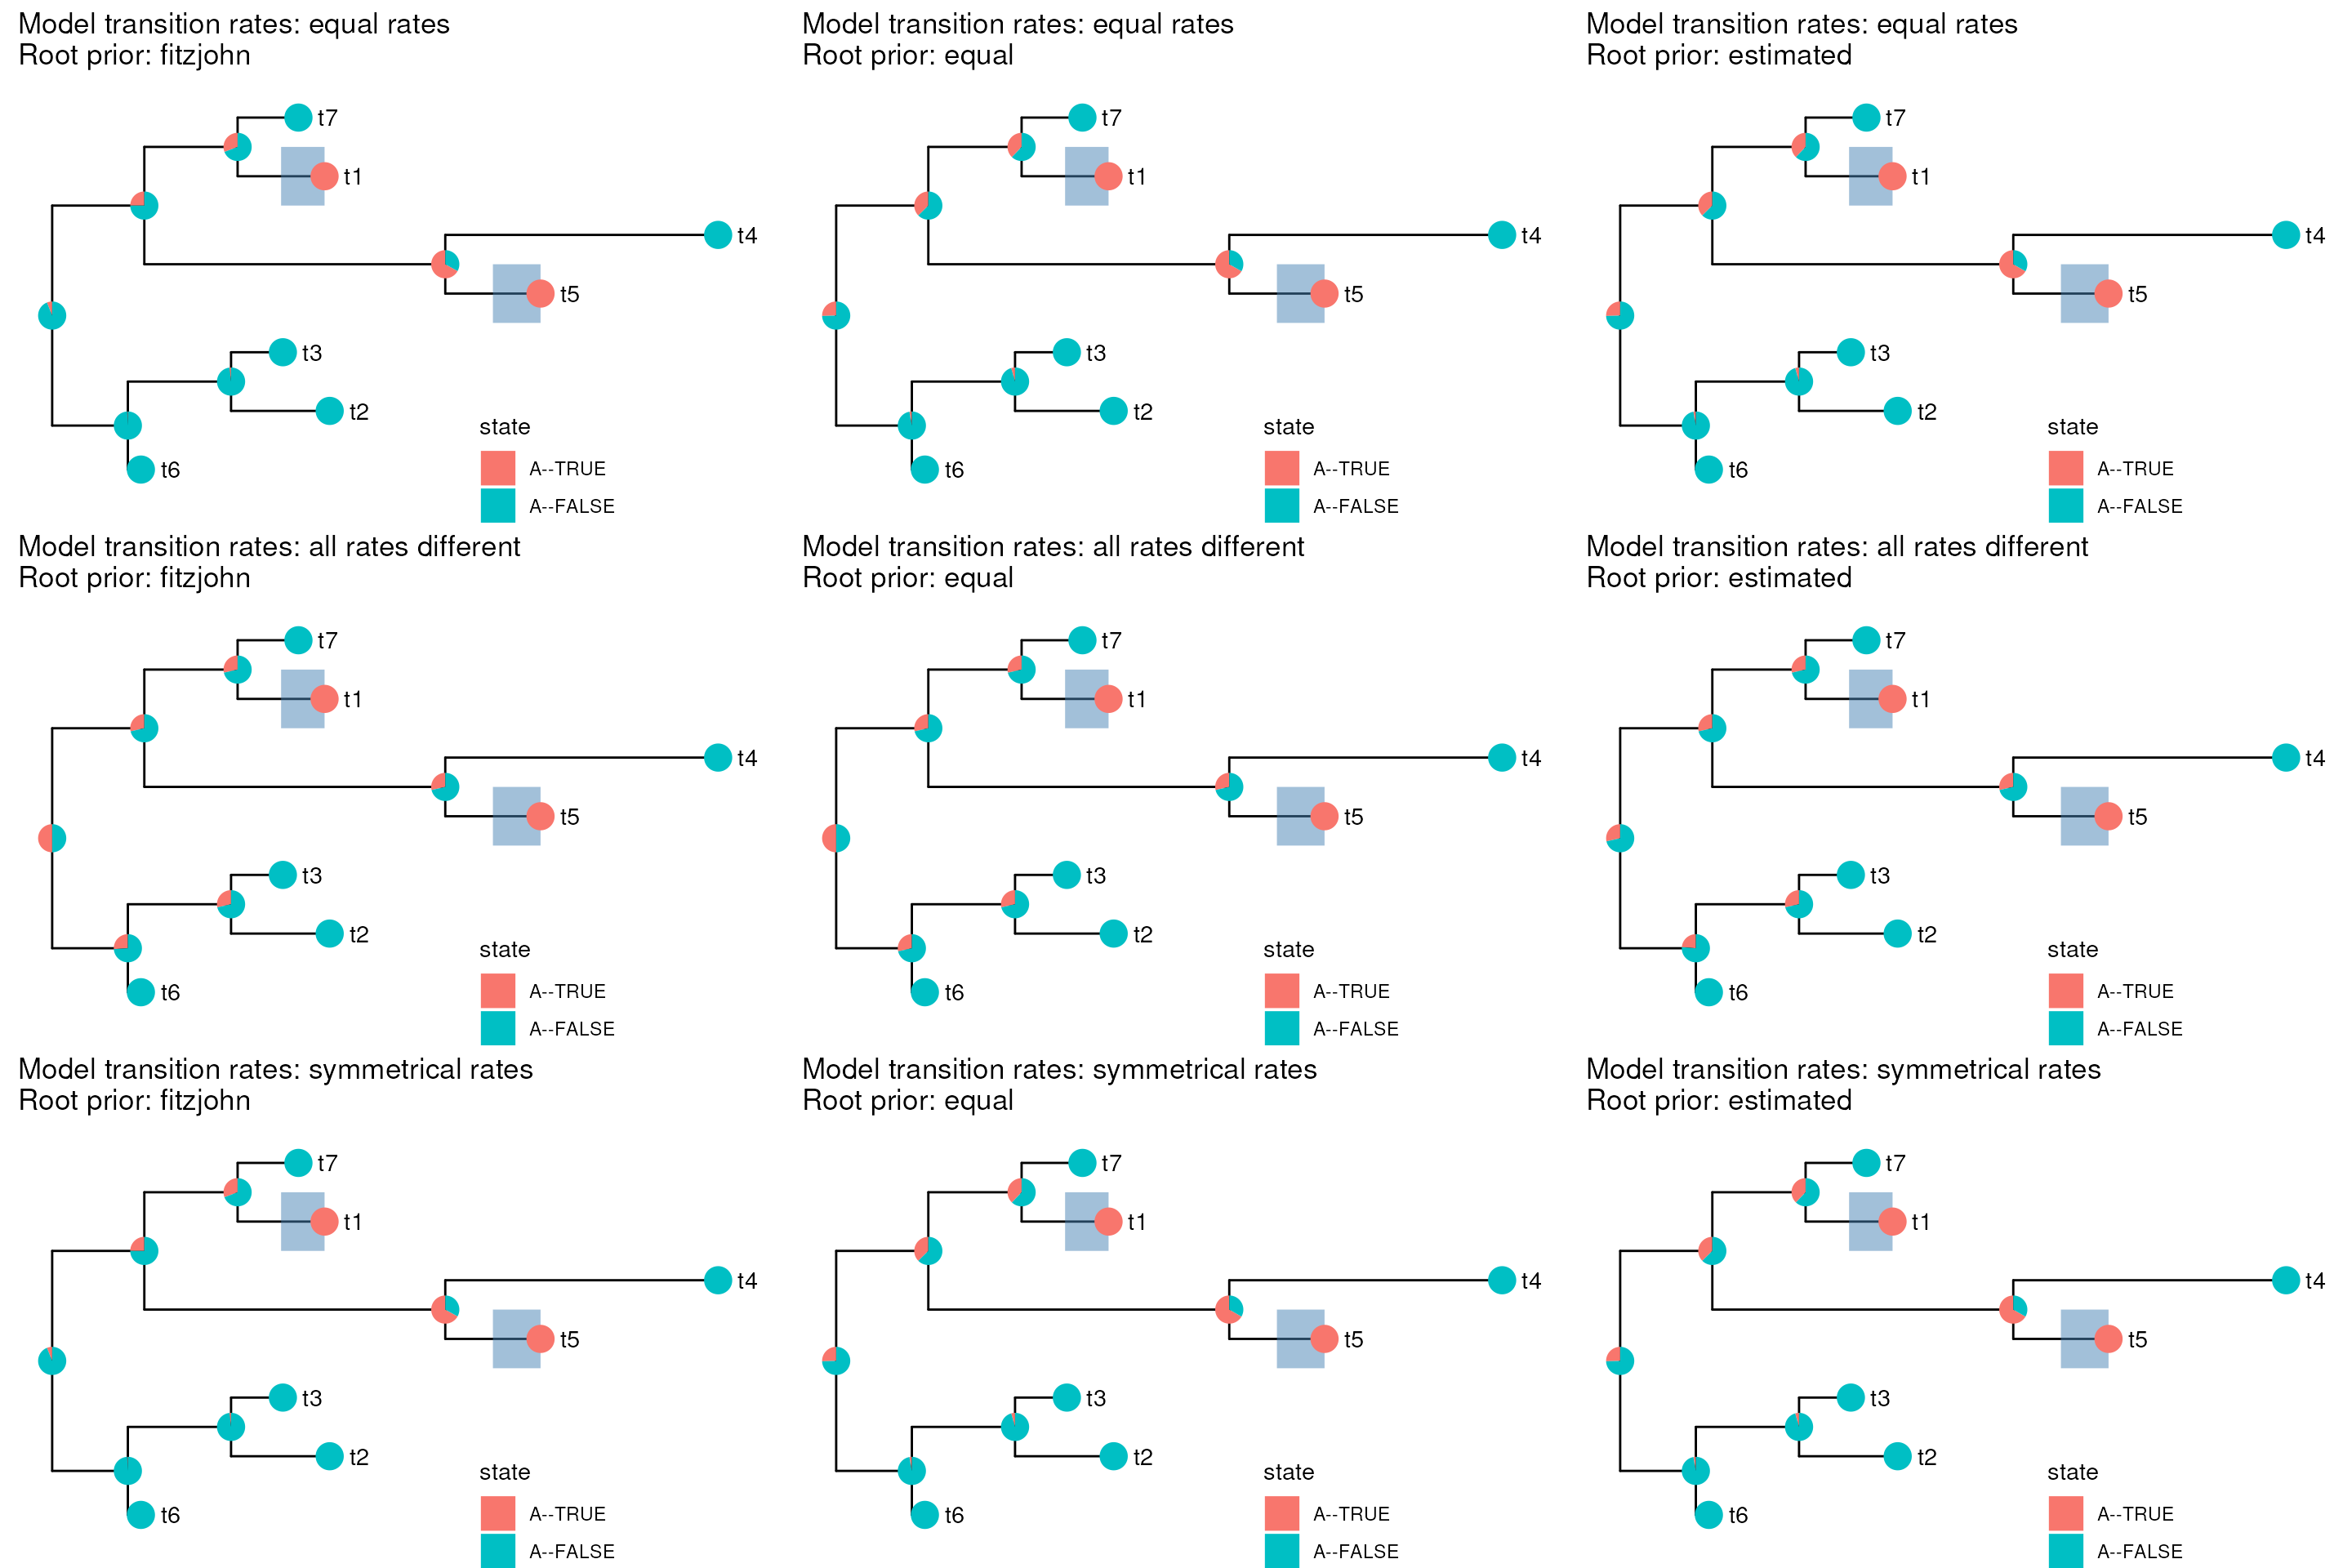 Model transition rates: equal rates
Root prior: fitzjohn
t7
t1
t4
t5
t3
t2
t6
state
A--TRUE
A--FALSE
Model transition rates: equal rates
Root prior: equal
t7
t1
t4
t5
t3
t2
t6
state
A--TRUE
A--FALSE
Model transition rates: equal rates
Root prior: estimated
t7
t1
t4
t5
t3
t2
t6
state
A--TRUE
A--FALSE
Model transition rates: all rates different
Root prior: fitzjohn
t7
t1
t4
t5
t3
t2
t6
state
A--TRUE
A--FALSE
Model transition rates: all rates different
Root prior: equal
t7
t1
t4
t5
t3
t2
t6
state
A--TRUE
A--FALSE
Model transition rates: all rates different
Root prior: estimated
t7
t1
t4
t5
t3
t2
t6
state
A--TRUE
A--FALSE
Model transition rates: symmetrical rates
Root prior: fitzjohn
t7
t1
t4
t5
t3
t2
t6
state
A--TRUE
A--FALSE
Model transition rates: symmetrical rates
Root prior: equal
t7
t1
t4
t5
t3
t2
t6
state
A--TRUE
A--FALSE
Model transition rates: symmetrical rates
Root prior: estimated
t7
t1
t4
t5
t3
t2
t6
state
A--TRUE
A--FALSE